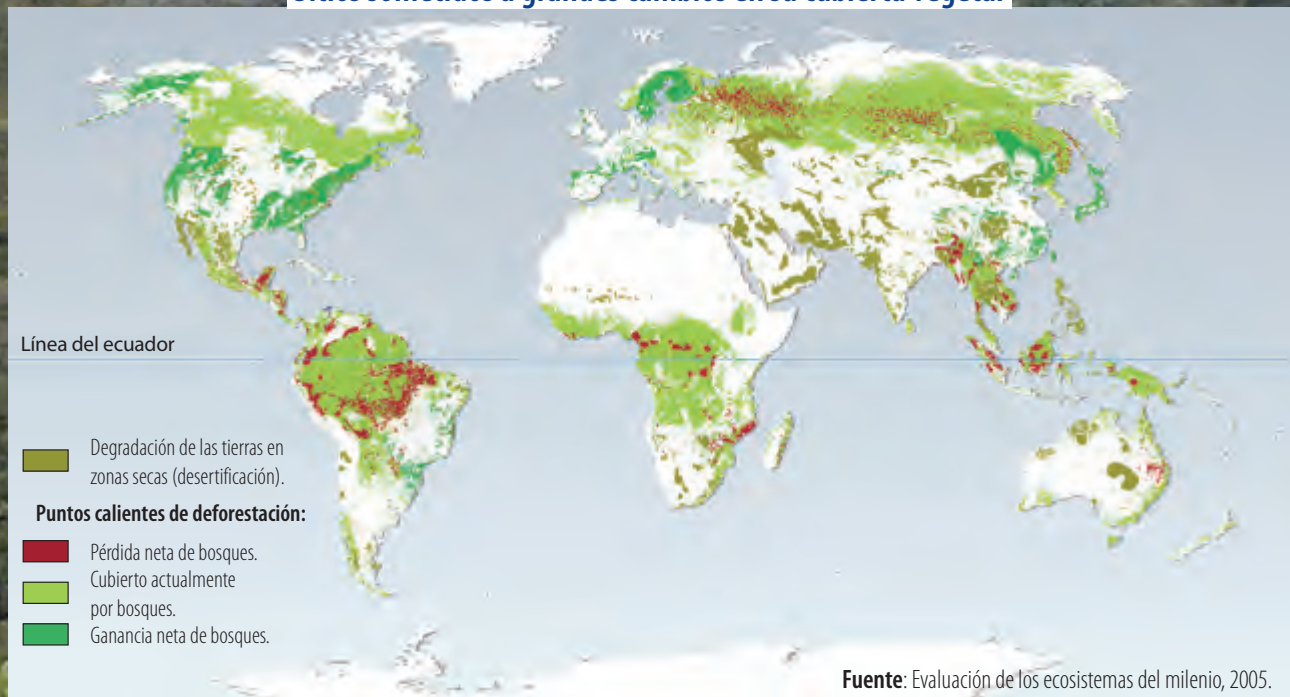 Línea del ecuador
Degradación de las tierras en
zonas secas (desertificación).
Puntos calientes de deforestación:
Pérdida neta de bosques.
Cubierto actualmente
por bosques.
Ganancia neta de bosques.
Fuente: Evaluación de los ecosistemas del milenio, 2005.